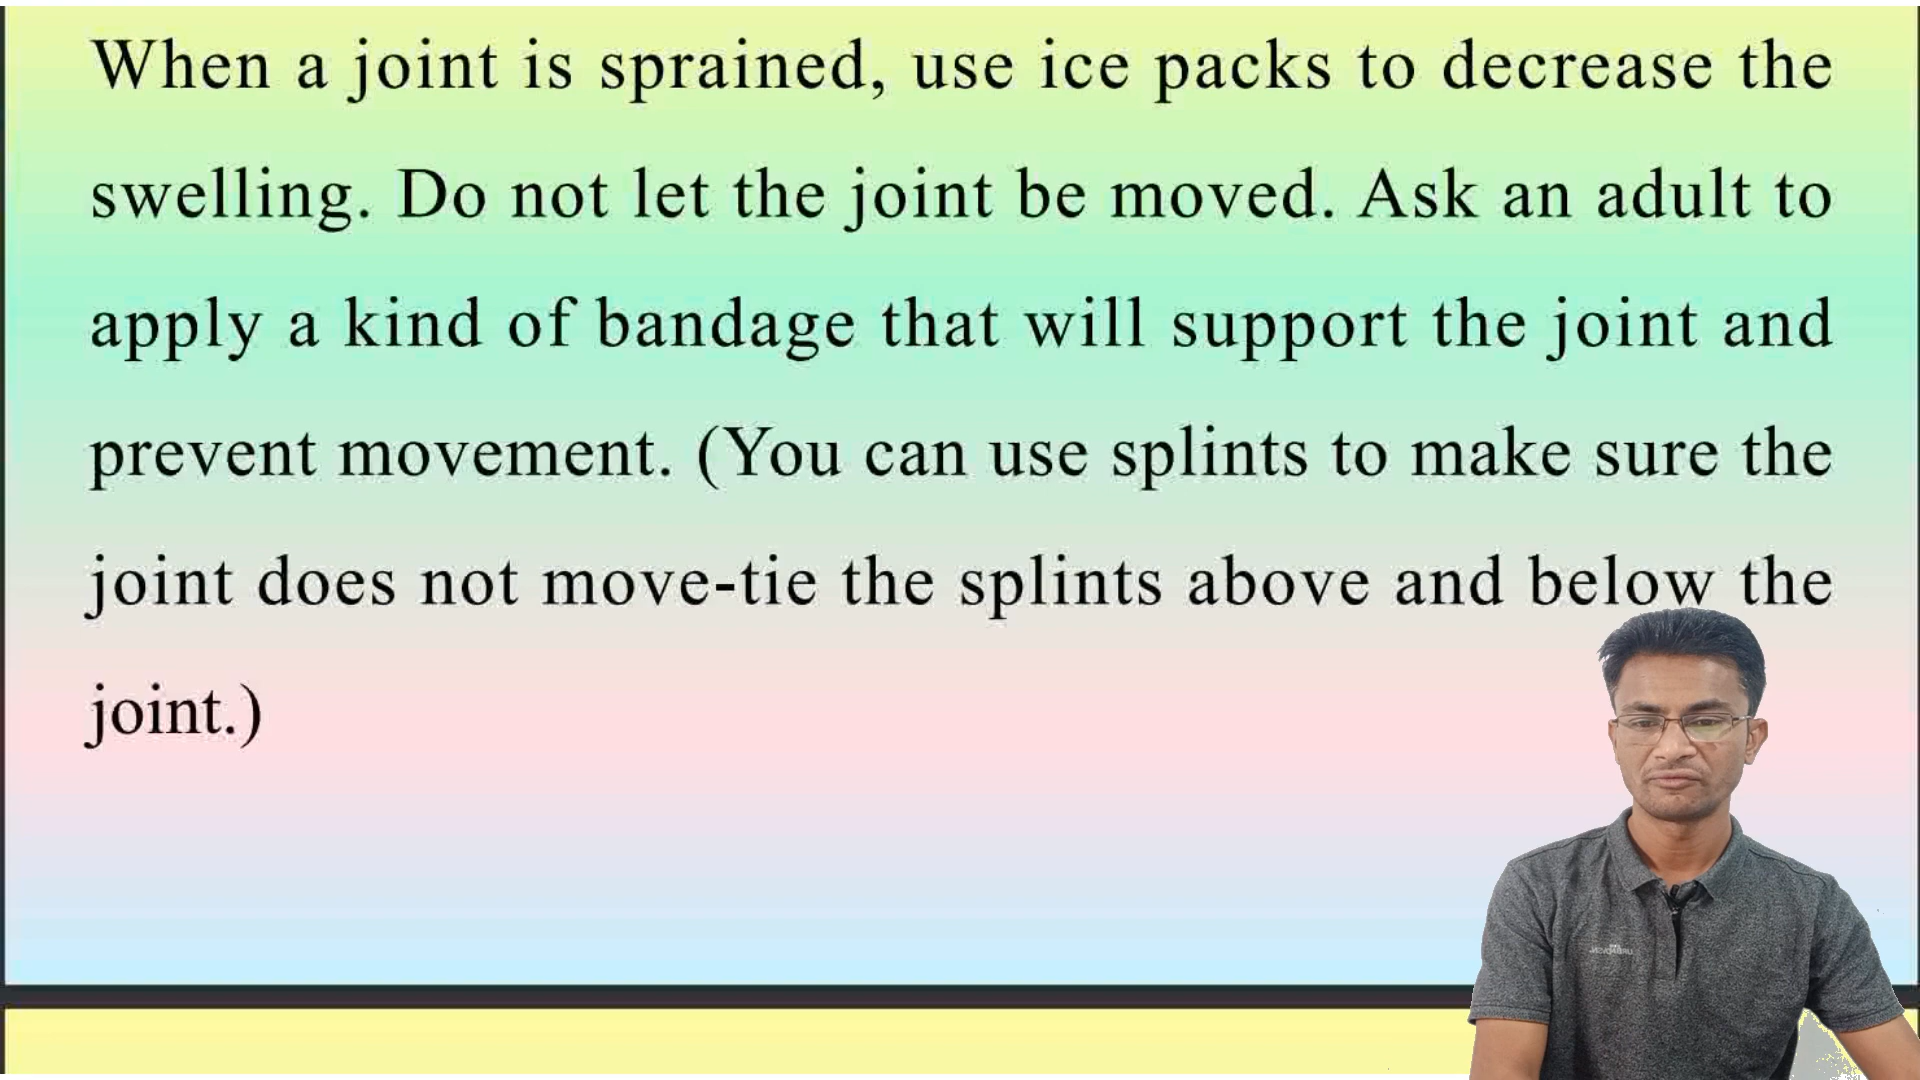 When a joint is sprained, use ice packs to decrease the
swelling. Do not let the joint be moved. Ask an adult to
apply a kind of bandage that will support the joint and
prevent movement. (You can use splints to make sure the
joint does not move-tie the splints above and below the
joint.)